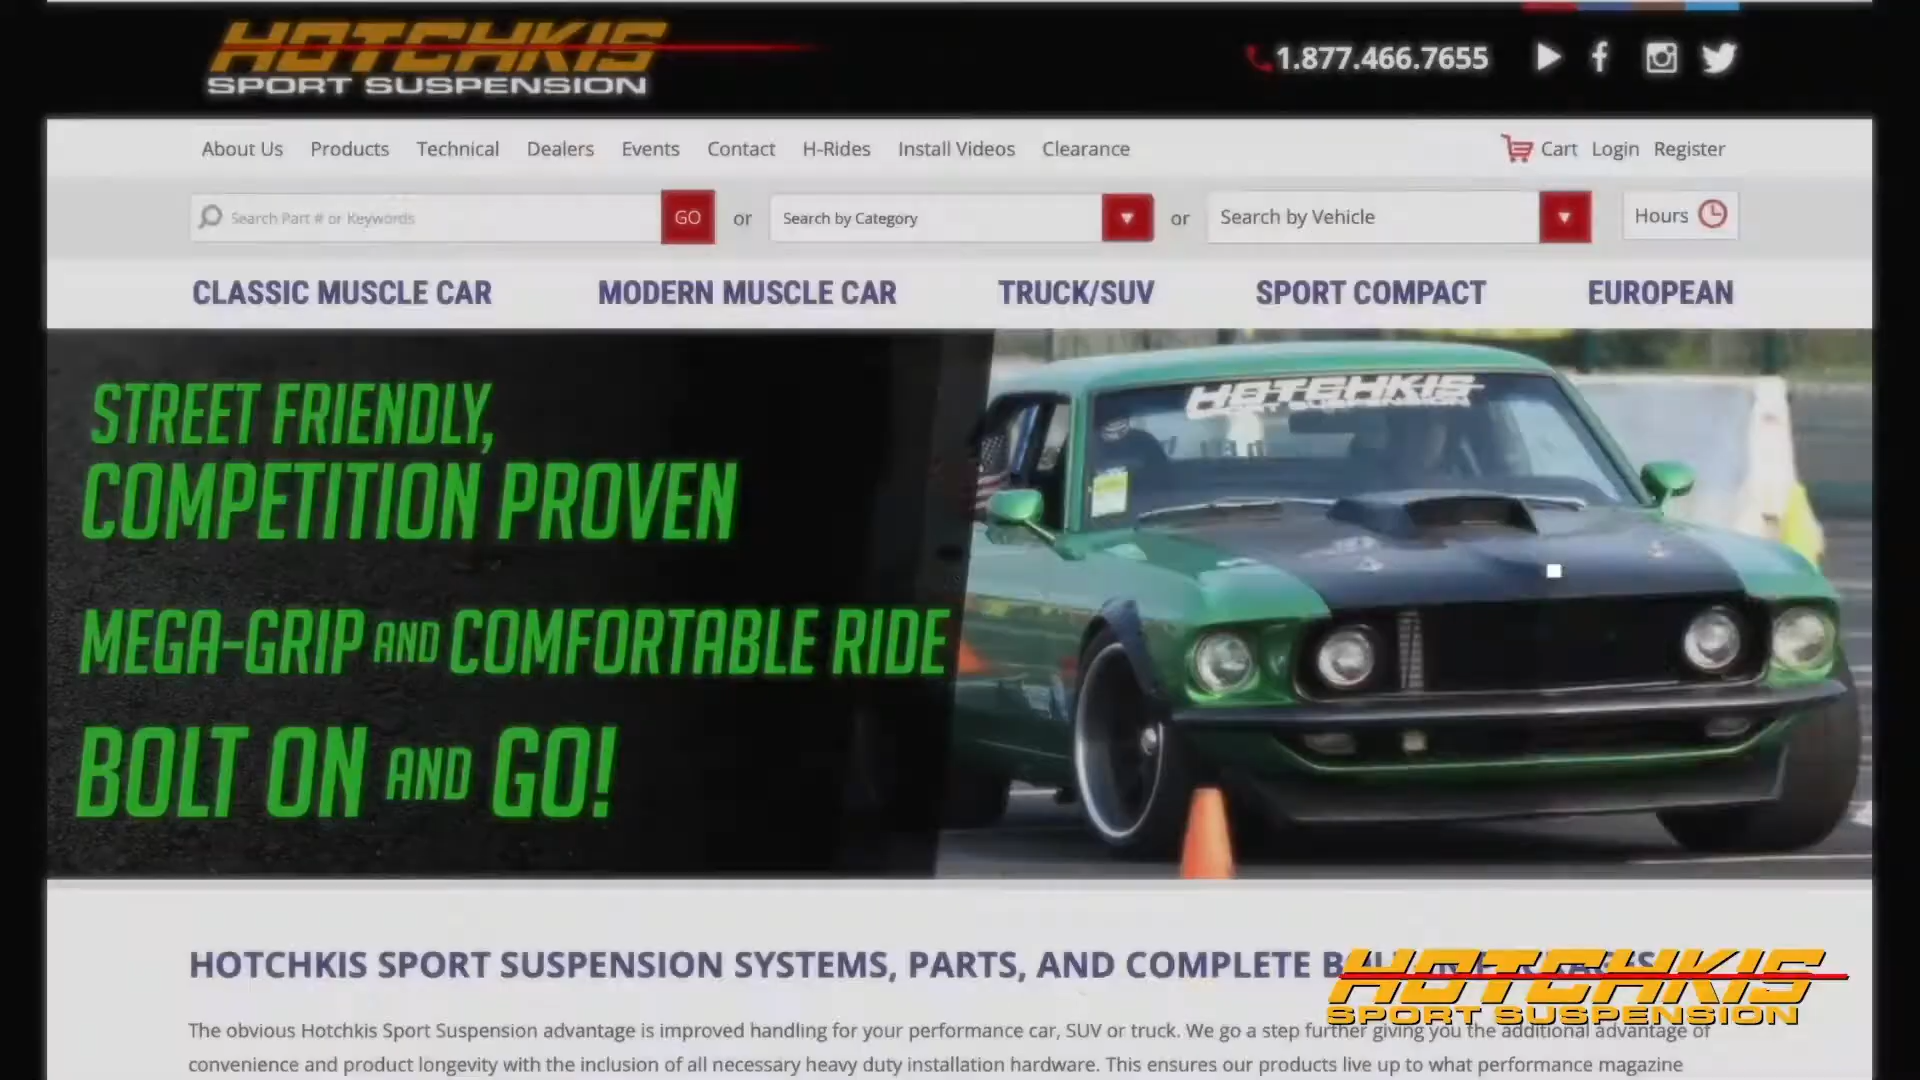 HOTCHKIS
SPORT SUSPENSION
1.877.466.7655
About Us Products Technical Dealers Events Contact H-Rides Install Videos Clearance
Cart Login Register
Search Part # or Keywords GO or Search by Category or Search by Vehicle Hours
CLASSIC MUSCLE CAR MODERN MUSCLE CAR TRUCK/SUV SPORT COMPACT EUROPEAN
STREET FRIENDLY,
COMPETITION PROVEN
MEGA-GRIP AND COMFORTABLE RIDE
BOLT ON AND GO!
HOTCHKIS
SPORT SUSPENSION
HOTCHKIS SPORT SUSPENSION SYSTEMS, PARTS, AND COMPLETE
The obvious Hotchkis Sport Suspension advantage is improved handling for your performance car, SUV or truck. We go a step further giving you the additional advantage of
convenience and product longevity with the inclusion of all necessary heavy duty installation hardware. This ensures our products live up to what performance magazine
HOTCHKIS
SPORT SUSPENSION